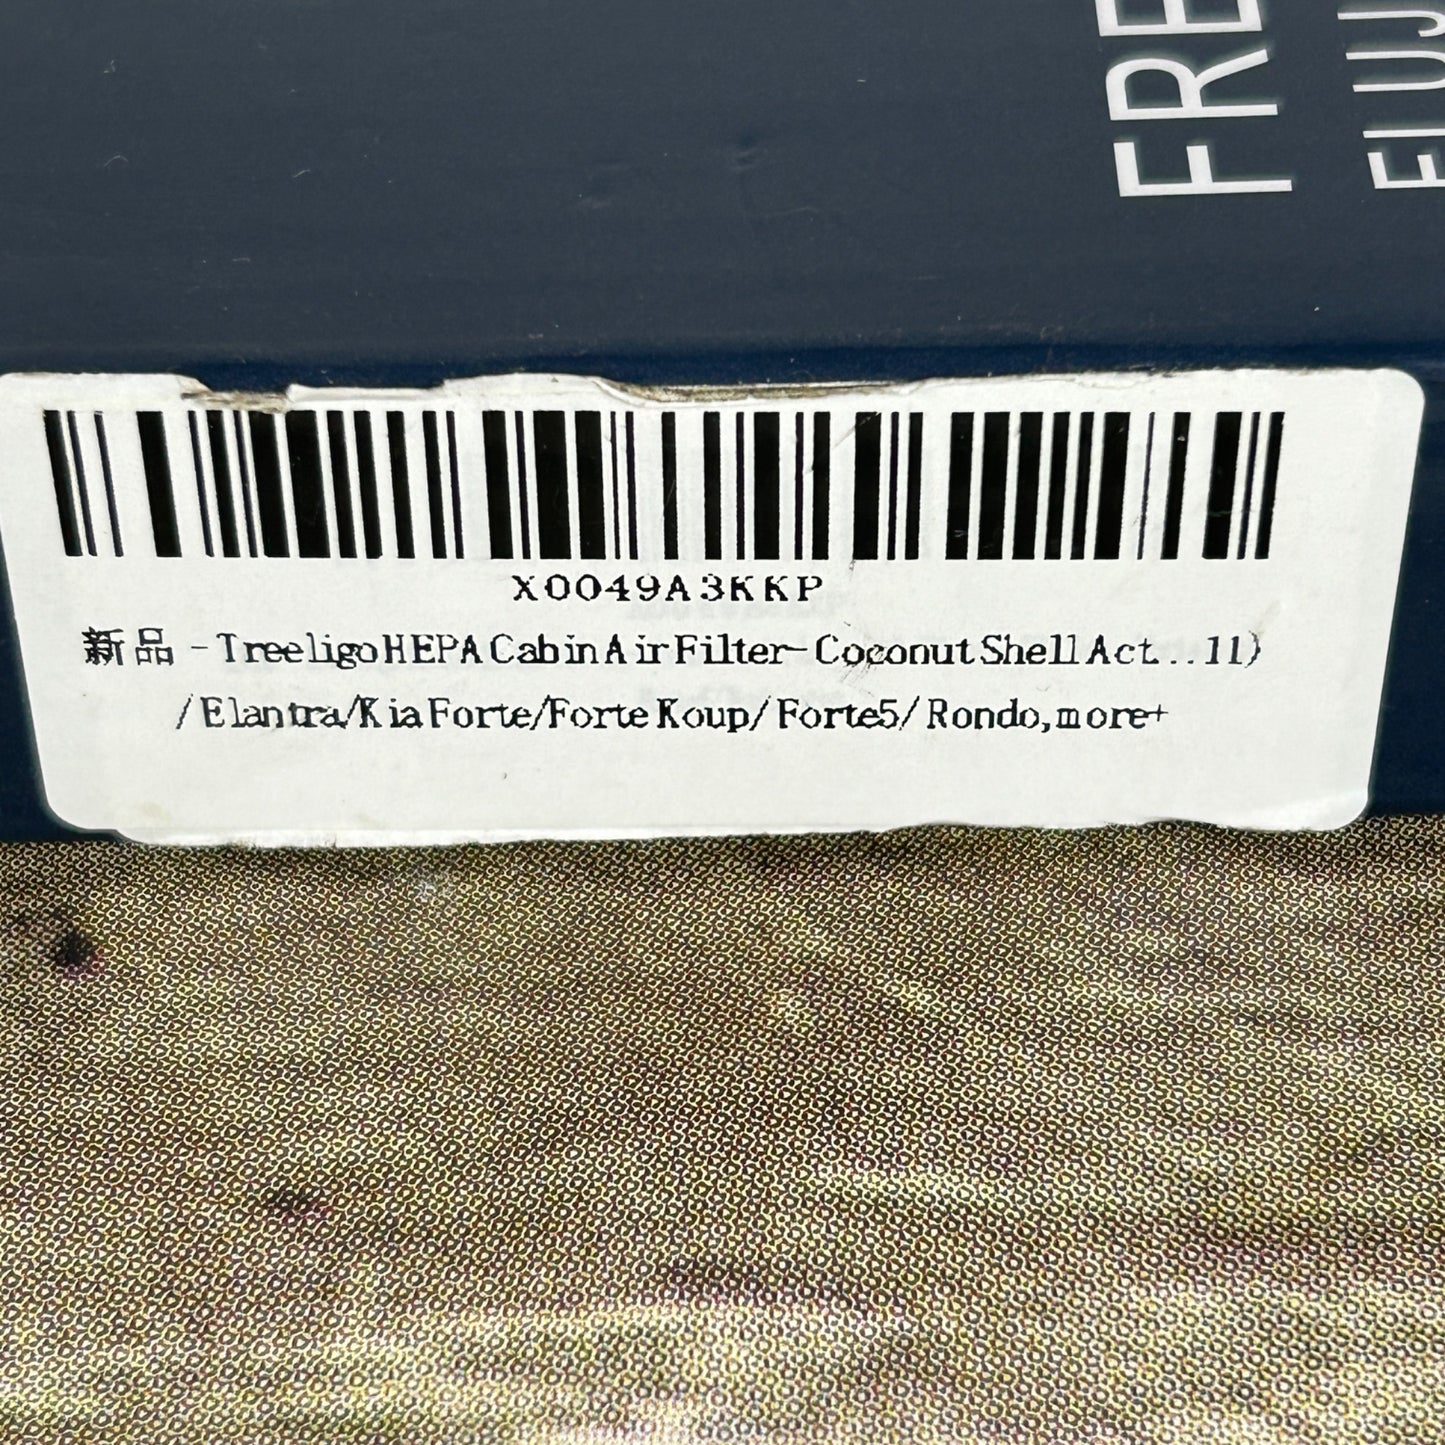 FRE
X0049A3KKP
新品 - Treeligo HEPA Cabin Air Filter- Coconut Shell Act...11)
/Elantra/Kia Forte/Forte Koup/Forte5/Rondo,more+